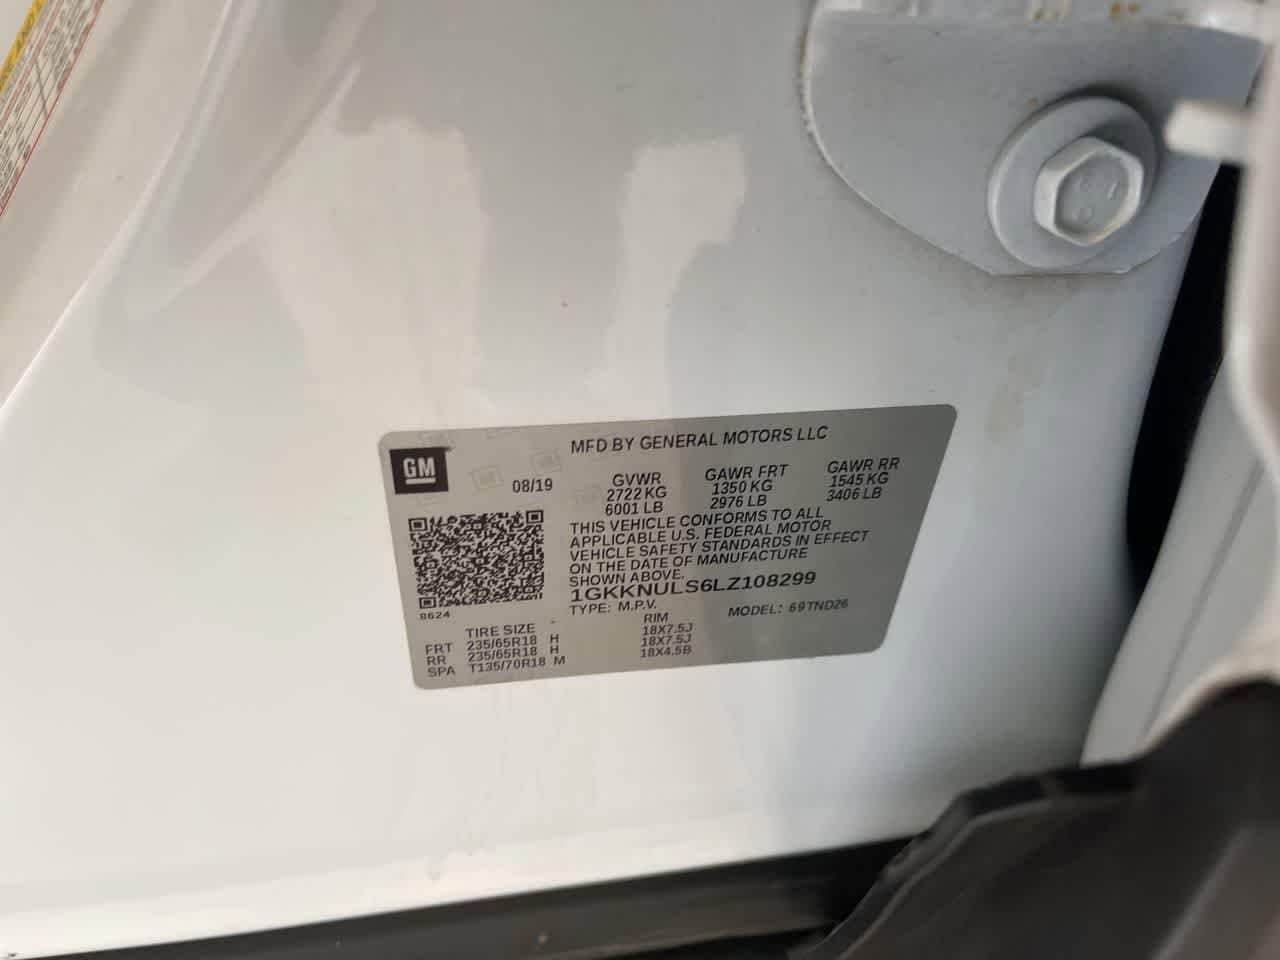 GM
MFD BY GENERAL MOTORS LLC
08/19
GVWR GAWR FRT GAWR RR
2722 KG 1350 KG 1545 KG
6001 LB 2976 LB 3406 LB
THIS VEHICLE CONFORMS TO ALL
APPLICABLE U.S. FEDERAL MOTOR
VEHICLE SAFETY STANDARDS IN EFFECT
ON THE DATE OF MANUFACTURE
SHOWN ABOVE.
1GKKNULS6LZ108299
TYPE: M.P.V. MODEL: 69TND26
8624
TIRE SIZE RIM
FRT 235/65R18 H 18X7.5J
RR 235/65R18 H 18X7.5J
SPA T135/70R18 M 18X4.5B